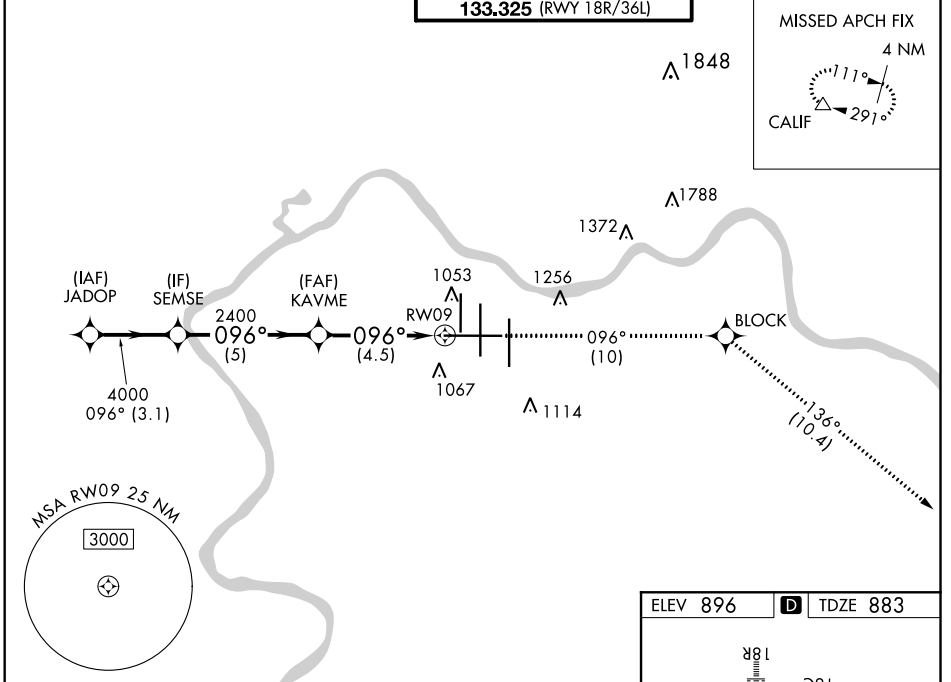 133.325 (RWY 18R/36L)
MISSED APCH FIX
4 NM
111°
291°
CALIF
1848
1788
1372
1256
1053
(IAF)
JADOP
(IF)
SEMSE
(FAF)
KAVME
RW09
BLOCK
2400
096°
(5)
096°
(4.5)
096°
(10)
4000
096° (3.1)
1067
1114
136°
(10.4)
MSA RW09 25 NM
3000
ELEV 896 D TDZE 883
18R